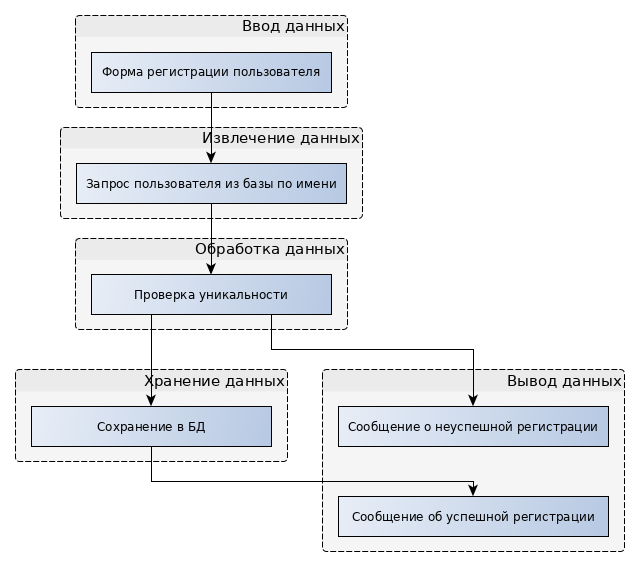 Ввод данных
Форма регистрации пользователя
Извлечение данных
Запрос пользователя из базы по имени
Обработка данных
Проверка уникальности
Хранение данных
Сохранение в БД
Вывод данных
Сообщение о неуспешной регистрации
Сообщение об успешной регистрации